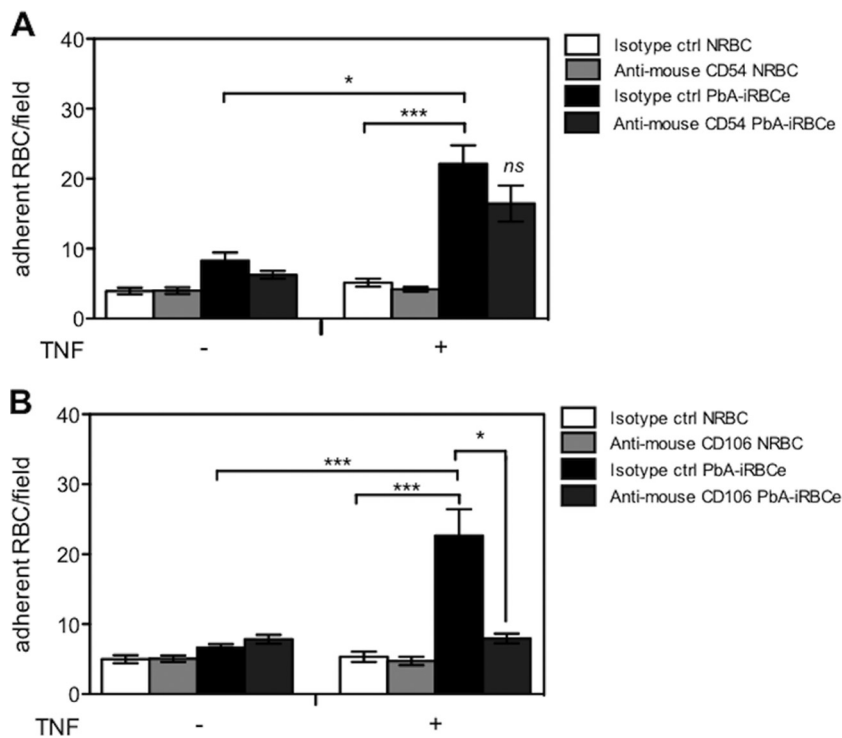 A
40
30
20
10
0
adherent RBC/field
*
***
ns
TNF
-
+
Isotype ctrl NRBC
Anti-mouse CD54 NRBC
Isotype ctrl PbA-iRBCe
Anti-mouse CD54 PbA-iRBCe
B
40
30
20
10
0
adherent RBC/field
*
***
***
TNF
-
+
Isotype ctrl NRBC
Anti-mouse CD106 NRBC
Isotype ctrl PbA-iRBCe
Anti-mouse CD106 PbA-iRBCe